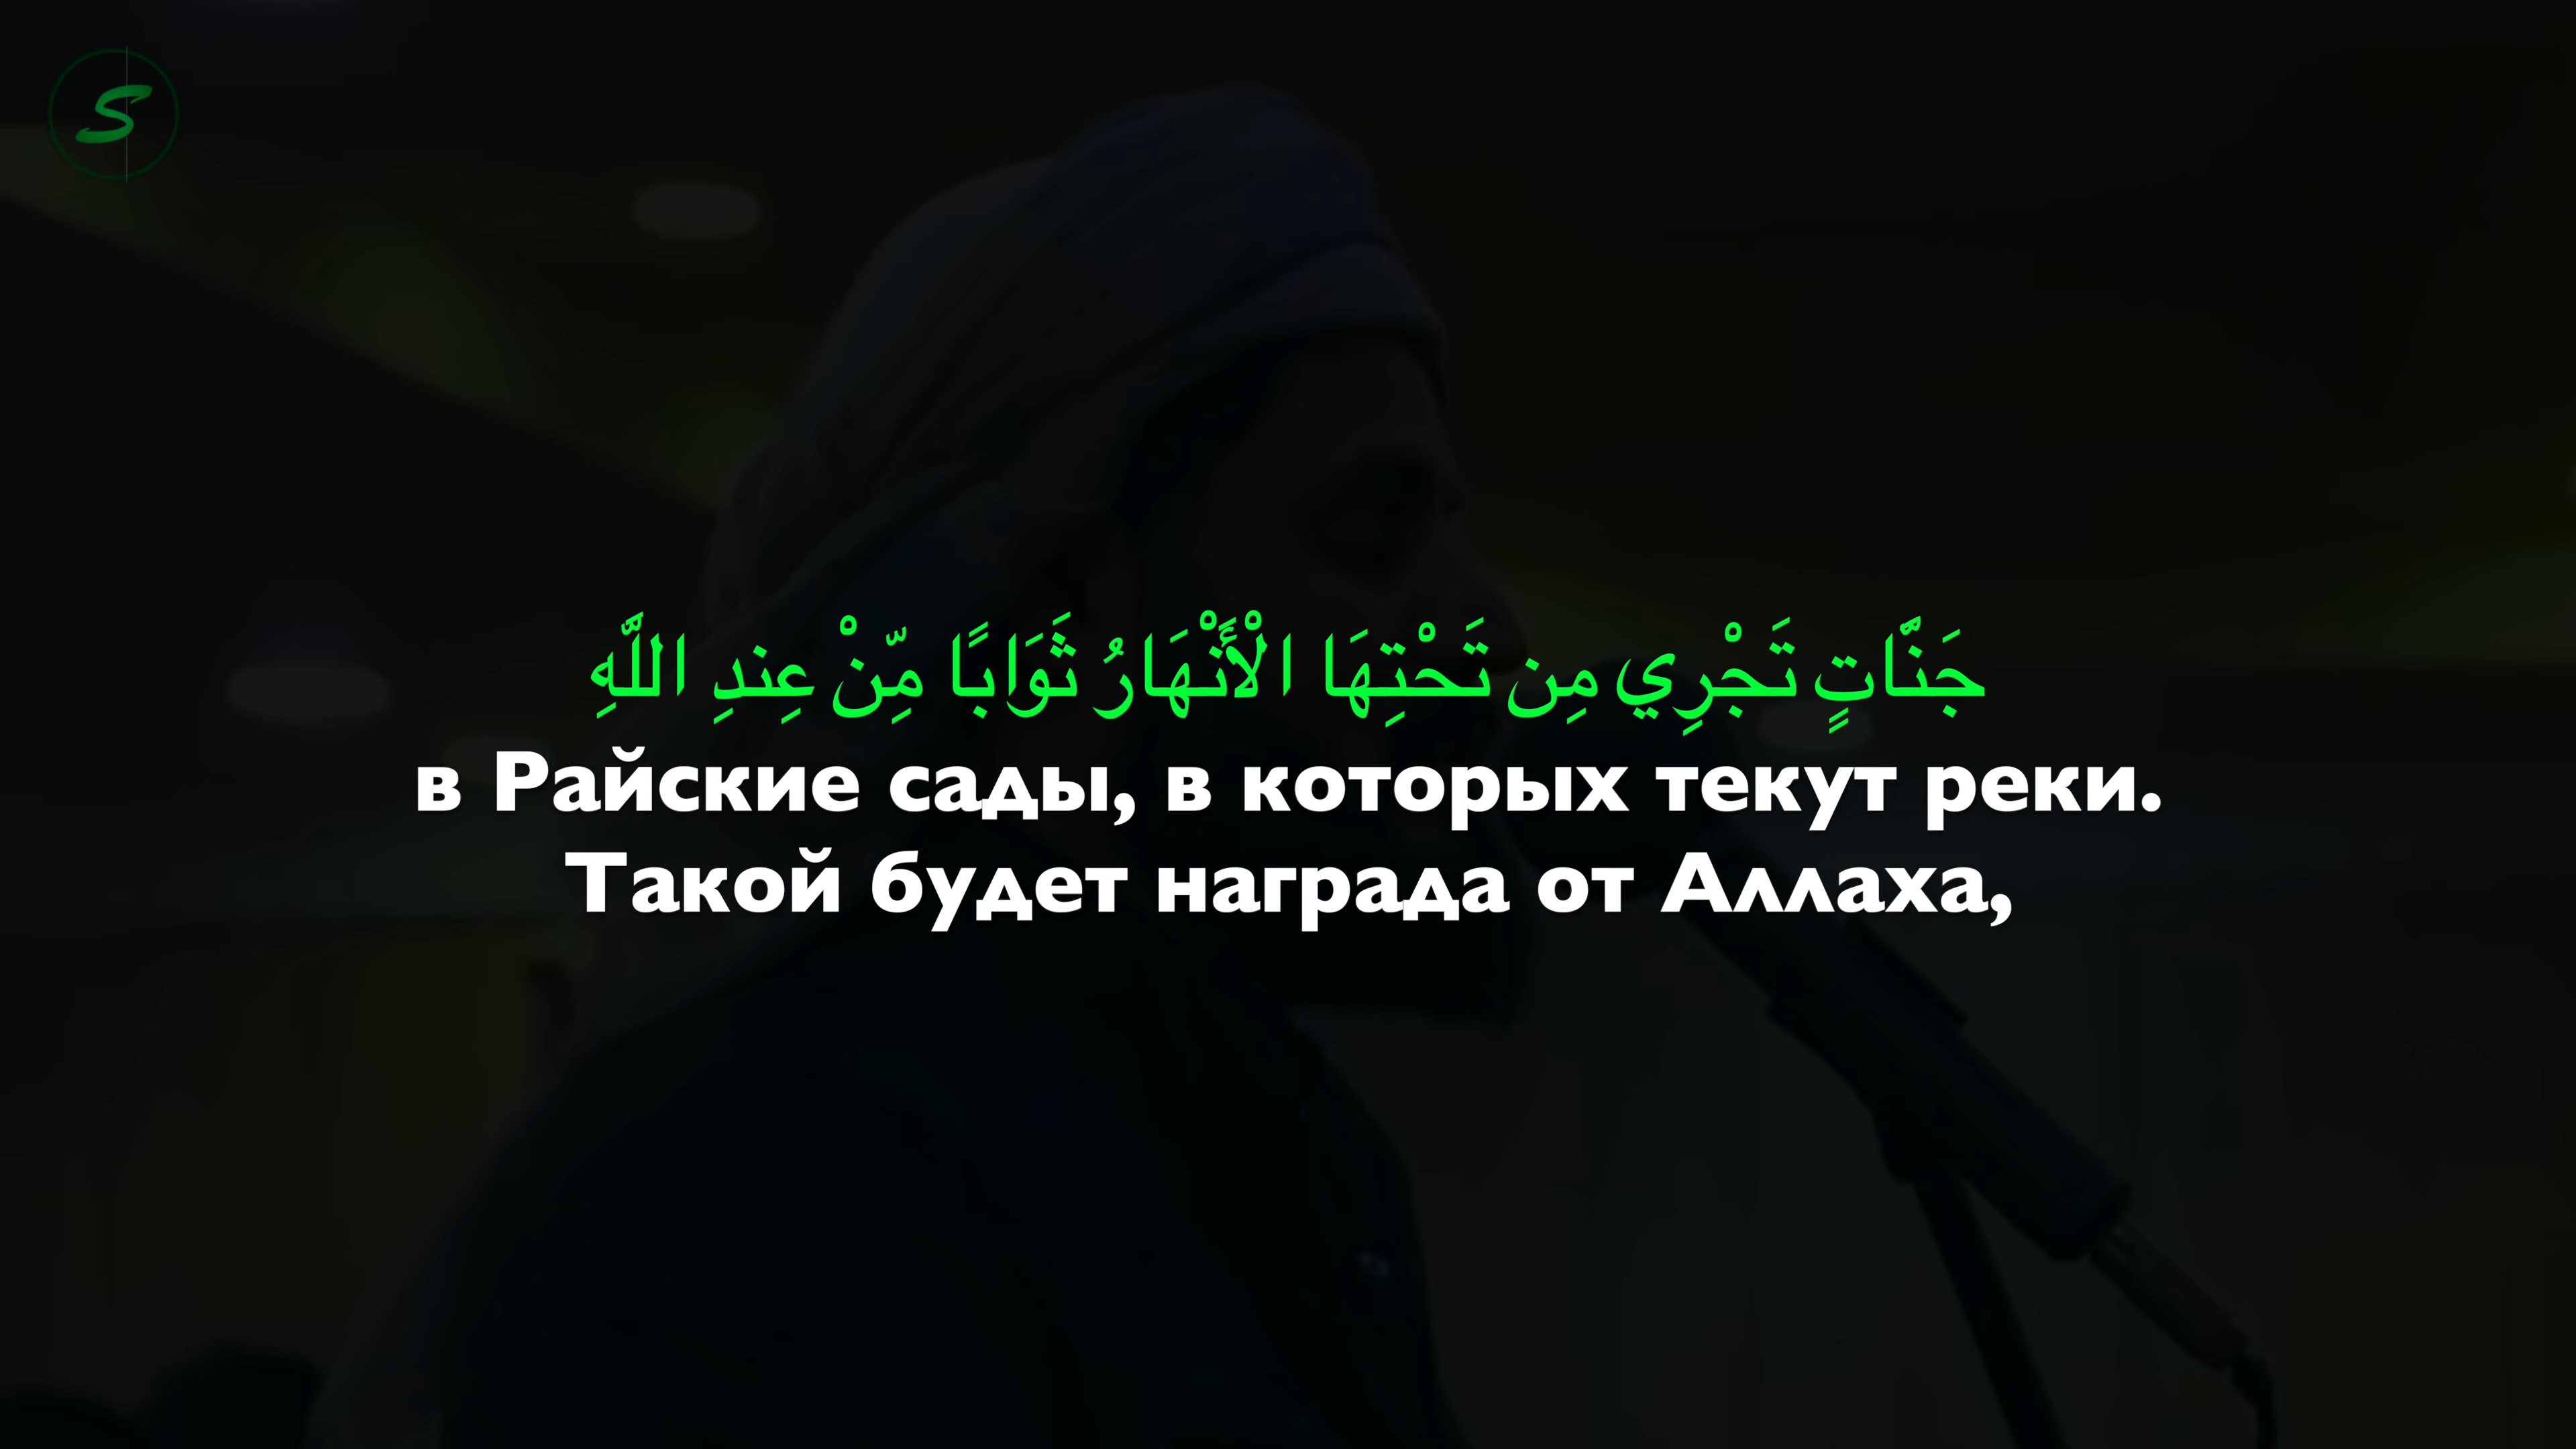 S
جَنَّاتٍ تَجْرِي مِن تَحْتِهَا الْأَنْهَارُ ثَوَابًا مِّنْ عِندِ اللَّهِ
в Райские сады, в которых текут реки.
Такой будет награда от Аллаха,